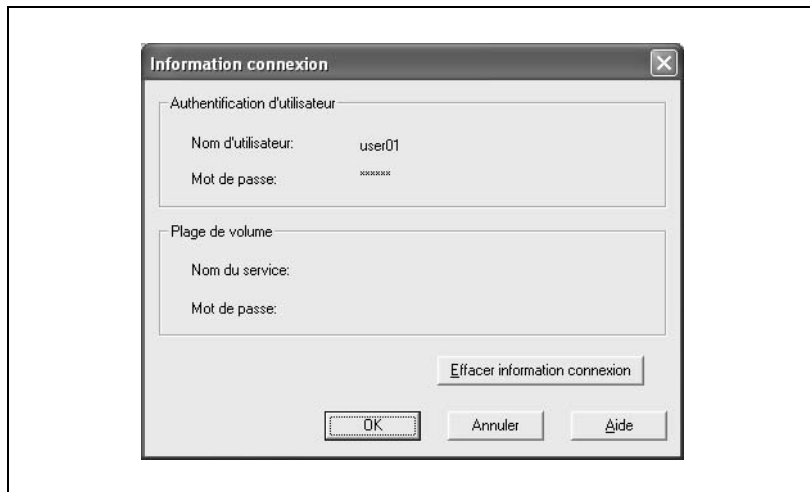 Information connexion
Authentification d'utilisateur
Nom d'utilisateur: user01
Mot de passe: xxxxxx
Plage de volume
Nom du service:
Mot de passe:
Effacer information connexion
OK Annuler Aide